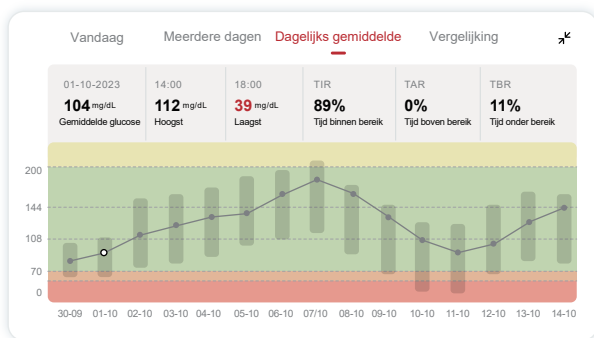 Vandaag Meerdere dagen Dagelijks gemiddelde Vergelijking
01-10-2023 14:00 18:00 TIR TAR TBR
104 mg/dL 112 mg/dL 39 mg/dL 89% 0% 11%
Gemiddelde glucose Hoogst Laagst Tijd binnen bereik Tijd boven bereik Tijd onder bereik
200
144
108
70
0
30-09 01-10 02-10 03-10 04-10 05-10 06-10 07/10 08-10 09-10 10-10 11-10 12-10 13-10 14-10